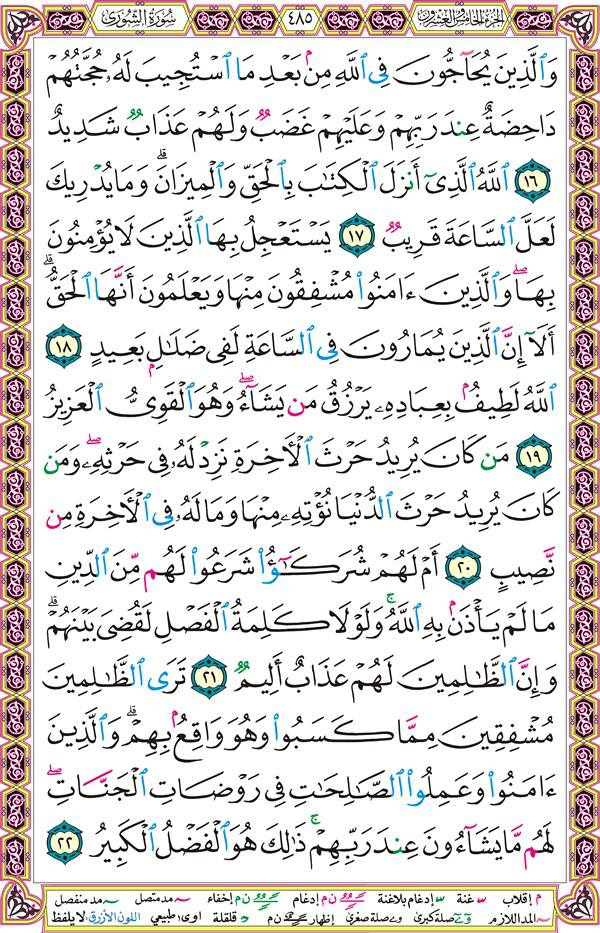 الجزء الخامس والعشرون
٤٨٥
سورة الشورى
وَٱلَّذِينَ يُحَآجُّونَ فِى ٱللَّهِ مِنۢ بَعْدِ مَا ٱسْتُجِيبَ لَهُۥ حُجَّتُهُمْ
دَاحِضَةٌ عِندَ رَبِّهِمْ وَعَلَيْهِمْ غَضَبٌ وَلَهُمْ عَذَابٌ شَدِيدٌ
١٦ ٱللَّهُ ٱلَّذِىٓ أَنزَلَ ٱلْكِتَٰبَ بِٱلْحَقِّ وَٱلْمِيزَانَ ۗ وَمَا يُدْرِيكَ
لَعَلَّ ٱلسَّاعَةَ قَرِيبٌ ١٧ يَسْتَعْجِلُ بِهَا ٱلَّذِينَ لَا يُؤْمِنُونَ
بِهَا ۖ وَٱلَّذِينَ ءَامَنُوا۟ مُشْفِقُونَ مِنْهَا وَيَعْلَمُونَ أَنَّهَا ٱلْحَقُّ ۗ
أَلَآ إِنَّ ٱلَّذِينَ يُمَارُونَ فِى ٱلسَّاعَةِ لَفِى ضَلَٰلٍۭ بَعِيدٍ ١٨
ٱللَّهُ لَطِيفٌۢ بِعِبَادِهِۦ يَرْزُقُ مَن يَشَآءُ ۖ وَهُوَ ٱلْقَوِىُّ ٱلْعَزِيزُ
١٩ مَن كَانَ يُرِيدُ حَرْثَ ٱلْأَخِرَةِ نَزِدْ لَهُۥ فِى حَرْثِهِۦ ۖ وَمَن
كَانَ يُرِيدُ حَرْثَ ٱلدُّنْيَا نُؤْتِهِۦ مِنْهَا وَمَا لَهُۥ فِى ٱلْأَخِرَةِ مِن
نَّصِيبٍ ٢٠ أَمْ لَهُمْ شُرَكَٰٓؤُا۟ شَرَعُوا۟ لَهُم مِّنَ ٱلدِّينِ
مَا لَمْ يَأْذَنۢ بِهِ ٱللَّهُ ۚ وَلَوْلَا كَلِمَةُ ٱلْفَصْلِ لَقُضِىَ بَيْنَهُمْ ۗ
وَإِنَّ ٱلظَّٰلِمِينَ لَهُمْ عَذَابٌ أَلِيمٌ ٢١ تَرَى ٱلظَّٰلِمِينَ
مُشْفِقِينَ مِمَّا كَسَبُوا۟ وَهُوَ وَاقِعٌۢ بِهِمْ ۗ وَٱلَّذِينَ
ءَامَنُوا۟ وَعَمِلُوا۟ ٱلصَّٰلِحَاتِ فِى رَوْضَاتِ ٱلْجَنَّاتِ ۖ
لَهُم مَّا يَشَآءُونَ عِندَ رَبِّهِمْ ۚ ذَٰلِكَ هُوَ ٱلْفَضْلُ ٱلْكَبِيرُ ٢٢
م إقلاب غنة إدغام بلاغنة ن م إدغام ن م إخفاء مد متصل مد منفصل
المد اللازم صلة كبرى صلة صغرى إظهار ن م قلقلة اوى طبيعي اللون الأزرق: لايلفظ